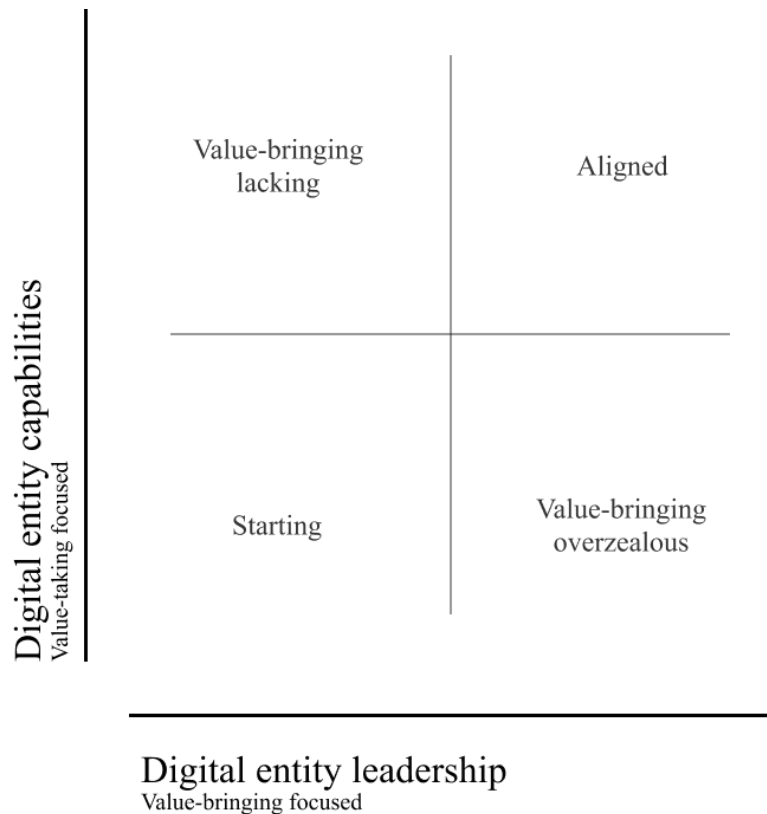 Value-bringing
lacking
Aligned
Starting
Value-bringing
overzealous
Digital entity capabilities
Value-taking focused
Digital entity leadership
Value-bringing focused